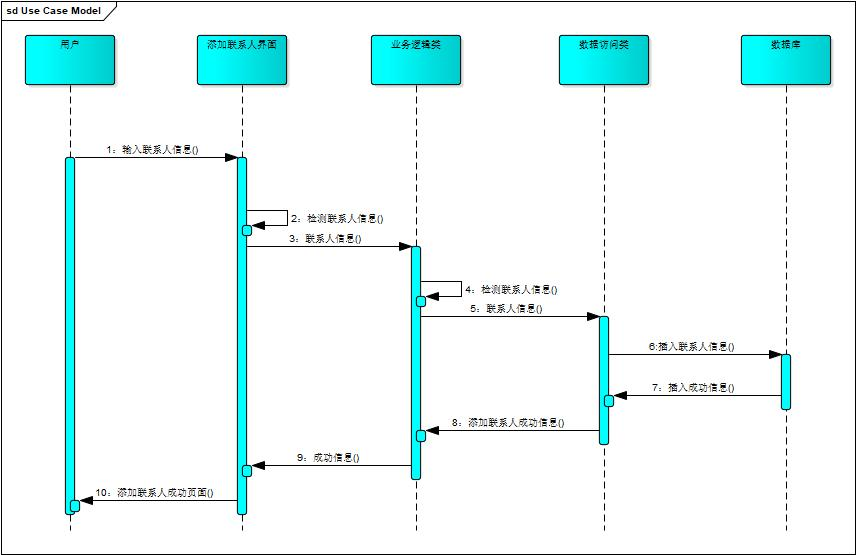 sd Use Case Model
用户
添加联系人界面
业务逻辑类
数据访问类
数据库
1：输入联系人信息()
2：检测联系人信息()
3：联系人信息()
4：检测联系人信息()
5：联系人信息()
6:插入联系人信息()
7：插入成功信息()
8：添加联系人成功信息()
9：成功信息()
10：添加联系人成功页面()